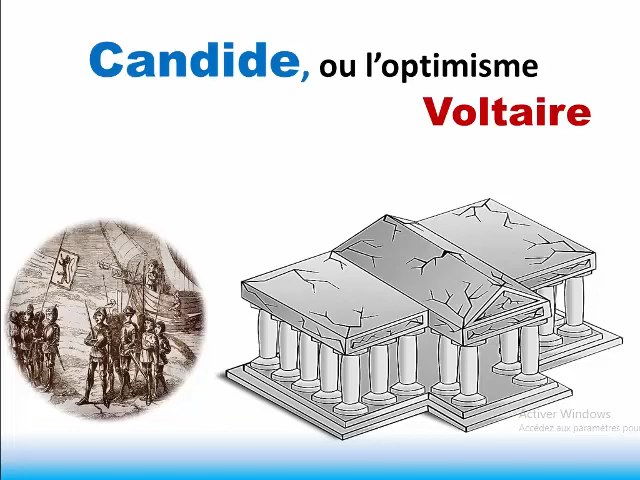 Candide, ou l’optimisme
Voltaire
Activer Windows
Accédez aux paramètres pour